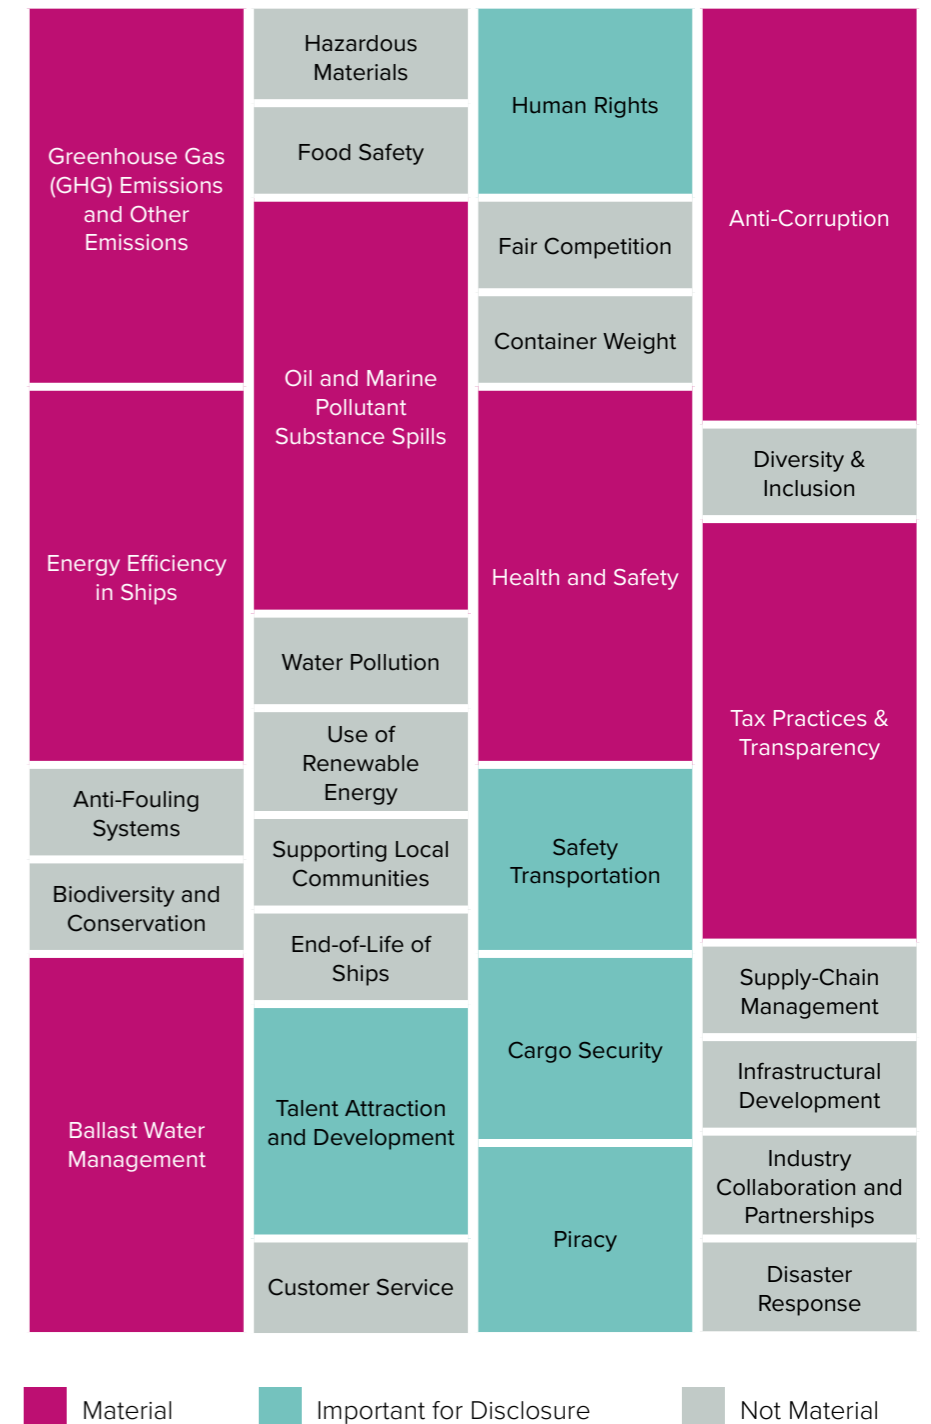 Greenhouse Gas
(GHG) Emissions
and Other
Emissions
Energy Efficiency
in Ships
Anti-Fouling
Systems
Biodiversity and
Conservation
Ballast Water
Management
Hazardous
Materials
Food Safety
Oil and Marine
Pollutant
Substance Spills
Water Pollution
Use of
Renewable
Energy
Supporting Local
Communities
End-of-Life of
Ships
Talent Attraction
and Development
Customer Service
Human Rights
Fair Competition
Container Weight
Health and Safety
Safety
Transportation
Cargo Security
Piracy
Anti-Corruption
Diversity &
Inclusion
Tax Practices &
Transparency
Supply-Chain
Management
Infrastructural
Development
Industry
Collaboration and
Partnerships
Disaster
Response
Material
Important for Disclosure
Not Material